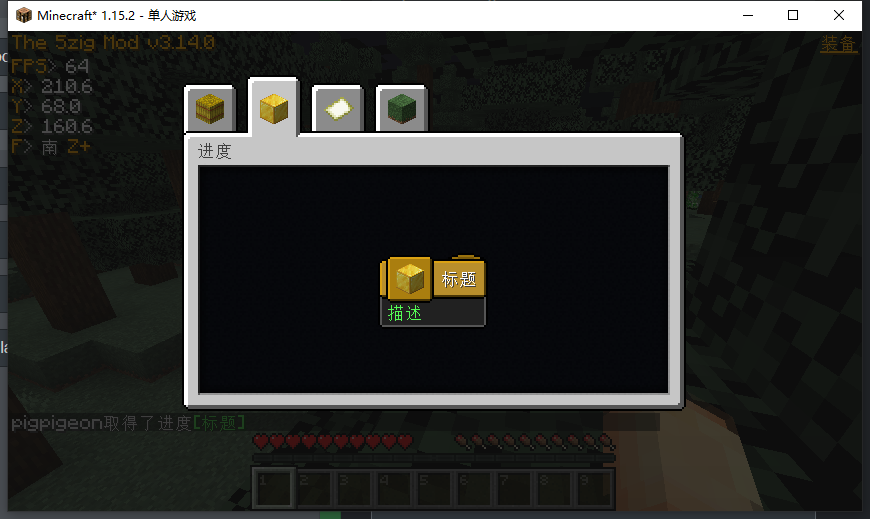 Minecraft* 1.15.2 - 单人游戏
The 5zig Mod v3.14.0
装备
FPS> 64
X> 210.6
Y> 68.0
Z> 160.6
F> 南 Z+
进度
标题
描述
pigpigeon取得了进度[标题]
1 2 3 4 5 6 7 8 9
la